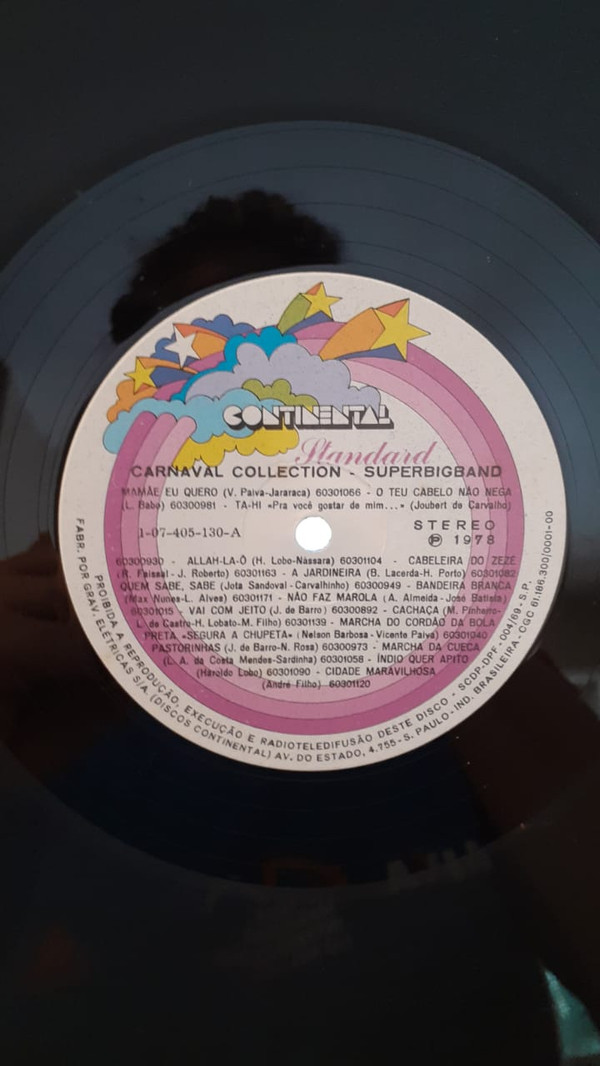 CONTINENTAL
Standard
CARNAVAL COLLECTION - SUPERBIGBAND
MAMÃE EU QUERO (V. Paiva-Jararaca) 60301066 - O TEU CABELO NÃO NEGA
(L. Babo) 60300981 - TA-HI «Pra você gostar de mim...» (Joubert de Carvalho)
1-07-405-130-A
STEREO
℗ 1978
60300930 - ALLAH-LA-Ô (H. Lobo-Nássara) 60301104 - CABELEIRA DO ZEZÉ
(R. Faissal-J. Roberto) 60301163 - A JARDINEIRA (B. Lacerda-H. Porto) 60301082
QUEM SABE, SABE (Jota Sandoval-Carvalhinho) 60300949 - BANDEIRA BRANCA
(Max Nunes-L. Alves) 60301171 - NÃO FAZ MAROLA (A. Almeida-José Batista)
60301015 - VAI COM JEITO (J. de Barro) 60300892 - CACHAÇA (M. Pinheiro-
L. de Castro-H. Lobato-M. Filho) 60301139 - MARCHA DO CORDÃO DA BOLA
PRETA «SEGURA A CHUPETA» (Nelson Barbosa-Vicente Paiva) 60301040
PASTORINHAS (J. de Barro-N. Rosa) 60300973 - MARCHA DA CUECA
(L. A. da Costa Mendes-Sardinha) 60301058 - ÍNDIO QUER APITO
(Haroldo Lobo) 60301090 - CIDADE MARAVILHOSA
(André Filho) 60301120
PROIBIDA A REPRODUÇÃO, EXECUÇÃO E RADIOTELEDIFUSÃO DESTE DISCO - SCDP-DPF-004/69-S.P.
FABR. POR GRAV. ELÉTRICAS S/A. (DISCOS CONTINENTAL) AV. DO ESTADO, 4.755-S. PAULO-IND. BRASILEIRA-CGC 61.186.300/0001-00